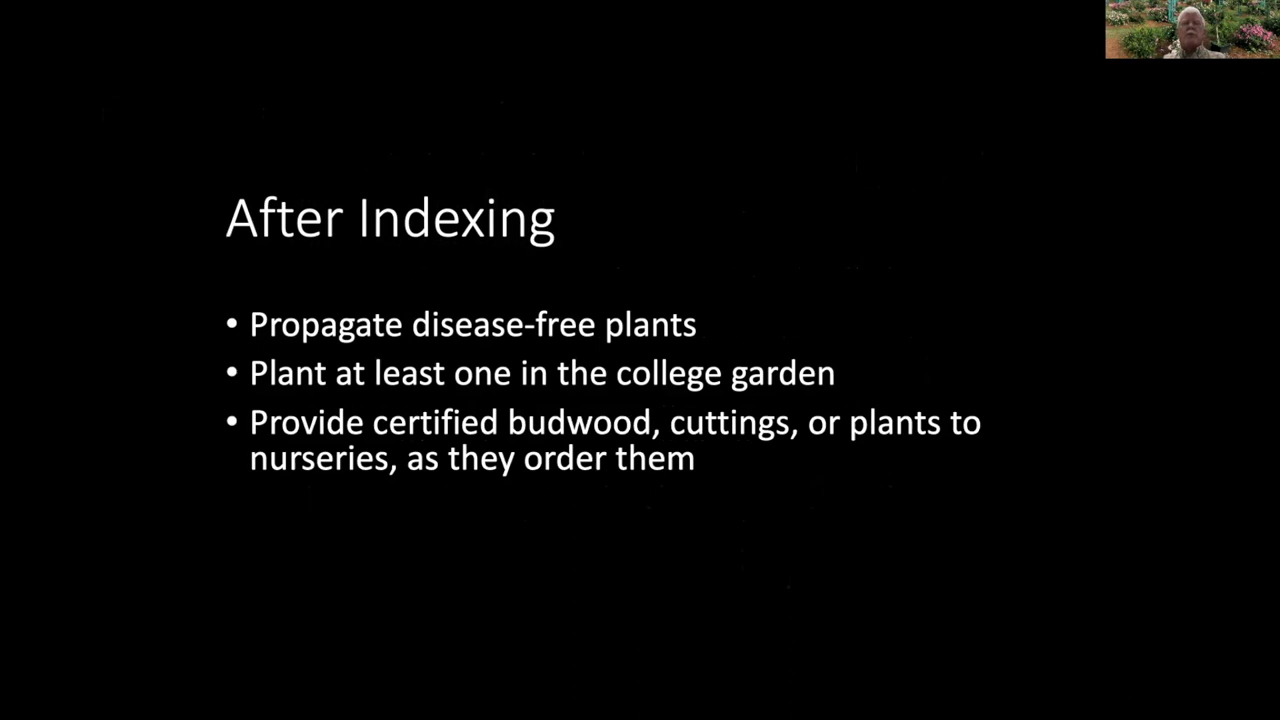 After Indexing
• Propagate disease-free plants
• Plant at least one in the college garden
• Provide certified budwood, cuttings, or plants to
nurseries, as they order them